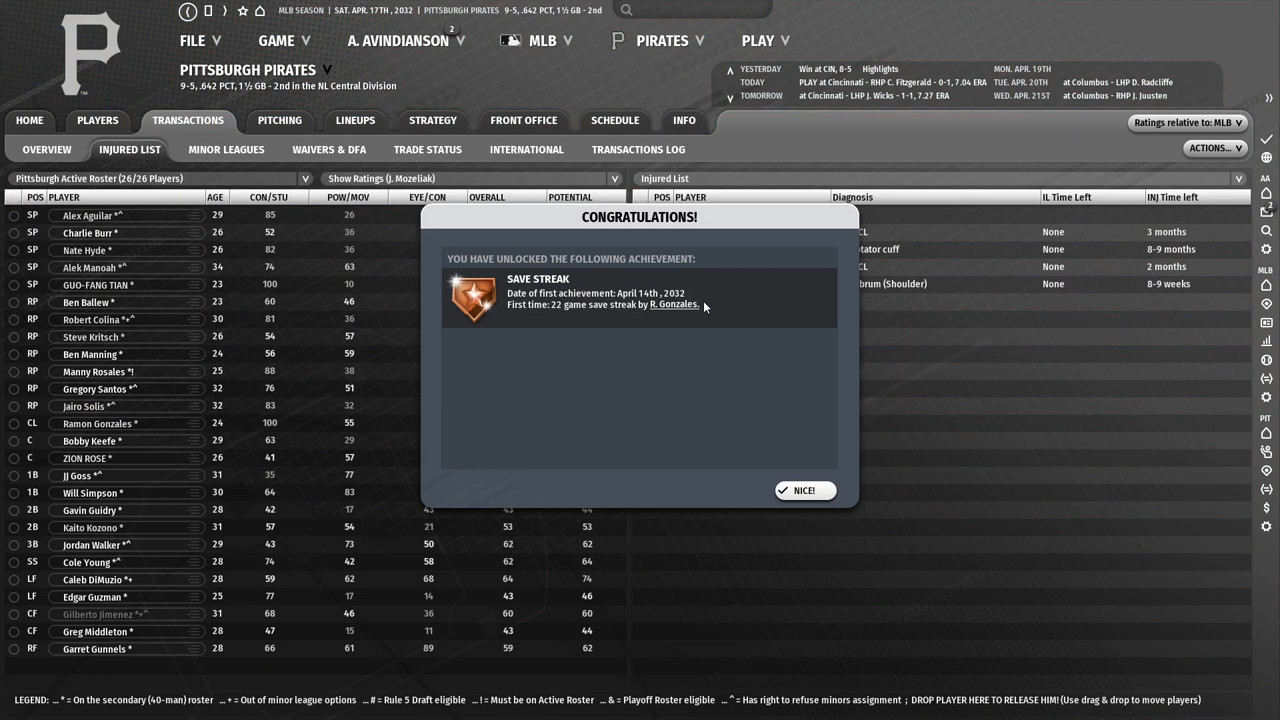 MLB SEASON | SAT. APR. 17TH , 2032 | PITTSBURGH PIRATES 9-5, .642 PCT, 1 ½ GB - 2nd
FILE GAME A. AVINDIANSON 2 MLB PIRATES PLAY
PITTSBURGH PIRATES
9-5, .642 PCT, 1 ½ GB - 2nd in the NL Central Division
YESTERDAY Win at CIN, 8-5 Highlights MON. APR. 19TH
TODAY PLAY at Cincinnati - RHP C. Fitzgerald - 0-1, 7.04 ERA TUE. APR. 20TH at Columbus - LHP D. Radcliffe
TOMORROW at Cincinnati - LHP J. Wicks - 1-1, 7.27 ERA WED. APR. 21ST at Columbus - RHP J. Juusten
HOME PLAYERS TRANSACTIONS PITCHING LINEUPS STRATEGY FRONT OFFICE SCHEDULE INFO
Ratings relative to: MLB
OVERVIEW INJURED LIST MINOR LEAGUES WAIVERS & DFA TRADE STATUS INTERNATIONAL TRANSACTIONS LOG
ACTIONS...
Pittsburgh Active Roster (26/26 Players) Show Ratings (J. Mozeliak) Injured List
POS PLAYER AGE CON/STU POW/MOV EYE/CON OVERALL POTENTIAL POS PLAYER Diagnosis IL Time Left INJ Time left
SP Alex Aguilar *^ 29 85 26
SP Charlie Burr * 26 52 36 CL None 3 months
SP Nate Hyde * 26 82 36 tator cuff None 8-9 months
SP Alek Manoah *^ 34 74 63 CL None 2 months
SP GUO-FANG TIAN * 23 100 10 brum (Shoulder) None 8-9 weeks
RP Ben Ballew * 23 60 46
RP Robert Colina *+^ 30 81 36
RP Steve Kritsch * 26 54 57
RP Ben Manning * 24 56 59
RP Manny Rosales *! 25 88 38
RP Gregory Santos *^ 32 76 51
RP Jairo Solis *^ 32 83 32
CL Ramon Gonzales * 24 100 55
C Bobby Keefe * 29 63 29
C ZION ROSE * 26 41 57
1B JJ Goss *^ 31 35 77
1B Will Simpson * 30 64 83
2B Gavin Guidry * 28 42 17 43 43 44
2B Kaito Kozono * 31 57 54 21 53 53
3B Jordan Walker *^ 29 43 73 50 62 62
SS Cole Young *^ 28 74 42 58 62 64
LF Caleb DiMuzio *+ 28 59 62 68 64 74
LF Edgar Guzman * 25 77 17 14 43 46
CF Gilberto Jimenez *+^ 31 68 46 36 60 60
CF Greg Middleton * 28 47 15 11 43 44
RF Garret Gunnels * 28 66 61 89 59 62
CONGRATULATIONS!
YOU HAVE UNLOCKED THE FOLLOWING ACHIEVEMENT:
SAVE STREAK
Date of first achievement: April 14th , 2032
First time: 22 game save streak by R. Gonzales.
NICE!
AA
2
MLB
PIT
LEGEND: ... * = On the secondary (40-man) roster ... + = Out of minor league options ... # = Rule 5 Draft eligible ... ! = Must be on Active Roster ... & = Playoff Roster eligible ... ^ = Has right to refuse minors assignment ; DROP PLAYER HERE TO RELEASE HIM! (Use drag & drop to move players)